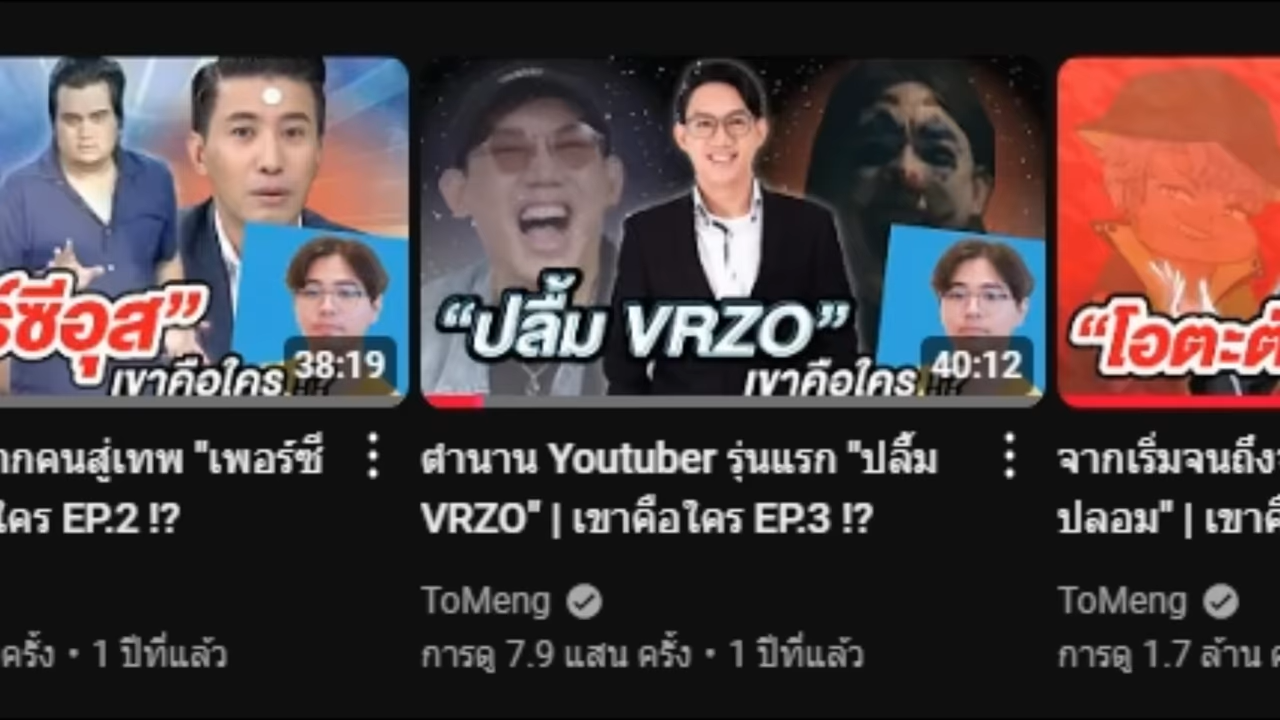 ร์ซีอุส”
เขาคือใคร
38:19
“ปลื้ม VRZO”
เขาคือใคร
40:12
“โอตะต
ากคนสู่เทพ "เพอร์ซี
ใคร EP.2 !?
ครั้ง • 1 ปีที่แล้ว
ตำนาน Youtuber รุ่นแรก "ปลื้ม
VRZO" | เขาคือใคร EP.3 !?
ToMeng
การดู 7.9 แสน ครั้ง • 1 ปีที่แล้ว
จากเริ่มจนถึง
ปลอม" | เขาคื
ToMeng
การดู 1.7 ล้าน ค